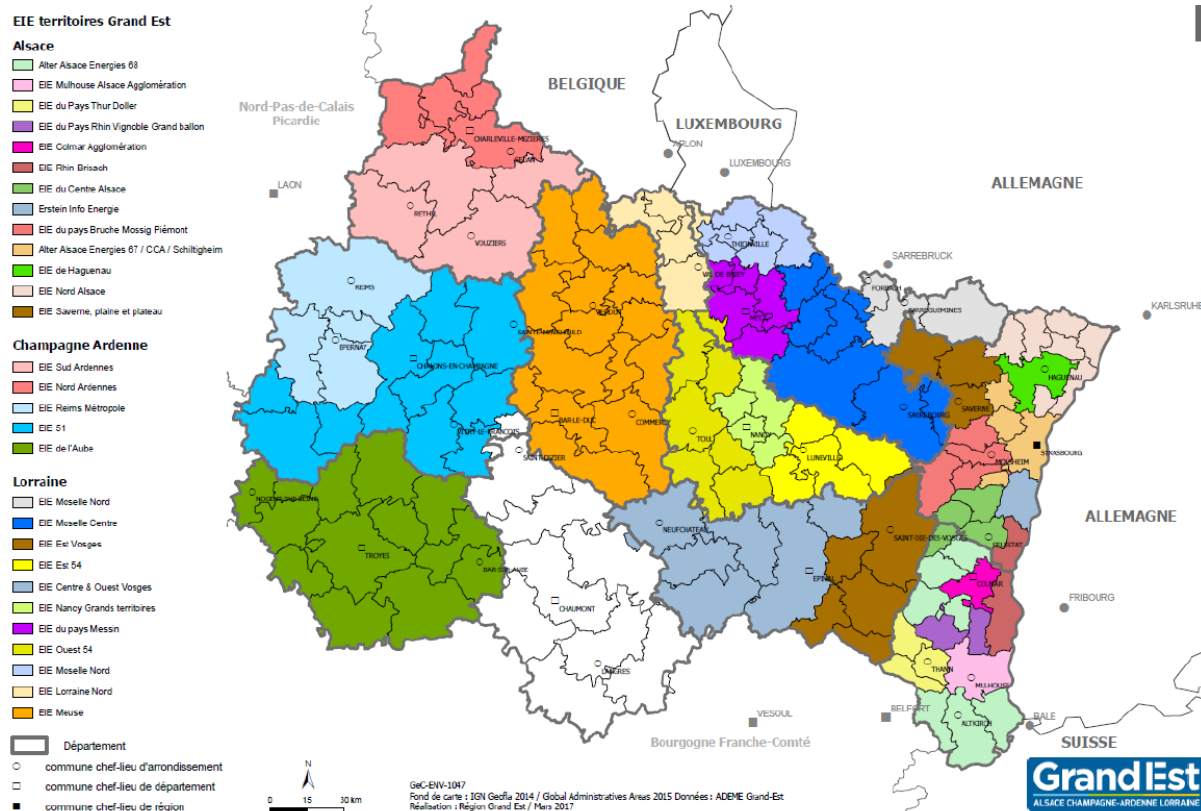 EIE territoires Grand Est
Alsace
Alter Alsace Energies 68
EIE Mulhouse Alsace Agglomération
EIE du Pays Thur Doller
EIE du Pays Rhin Vignoble Grand ballon
EIE Colmar Agglomération
EIE Rhin Brisach
EIE du Centre Alsace
Erstein Info Energie
EIE du pays Bruche Mossig Piémont
Alter Alsace Energies 67 / CCA / Schiltigheim
EIE de Haguenau
EIE Nord Alsace
EIE Saverne, plaine et plateau
Champagne Ardenne
EIE Sud Ardennes
EIE Nord Ardennes
EIE Reims Métropole
EIE 51
EIE de l'Aube
Lorraine
EIE Moselle Nord
EIE Moselle Centre
EIE Est Vosges
EIE Est 54
EIE Centre & Ouest Vosges
EIE Nancy Grands territoires
EIE du pays Messin
EIE Ouest 54
EIE Moselle Nord
EIE Lorraine Nord
EIE Meuse
Département
commune chef-lieu d'arrondissement
commune chef-lieu de département
commune chef-lieu de région
BELGIQUE
Nord-Pas-de-Calais
Picardie
LUXEMBOURG
CHARLEVILLE-MEZIERES
SEDAN
ARLON
LUXEMBOURG
LAON
ALLEMAGNE
RETHEL
VOUZIERS
THIONVILLE
SARREBRUCK
VAL DE BRIEY
FORBACH
REIMS
SARREGUEMINES
KARLSRUHE
VERDUN
METZ
SAINTE-MENEHOULD
EPERNAY
CHALONS-EN-CHAMPAGNE
HAGUENAU
SAVERNE
SARREBOURG
BAR-LE-DUC
COMMERCY
VITRY-LE-FRANCOIS
TOUL
NANCY
STRASBOURG
SAINT-DIZIER
LUNEVILLE
MOLSHEIM
NOGENT-SUR-SEINE
ALLEMAGNE
NEUFCHATEAU
SAINT-DIE-DES-VOSGES
SELESTAT
TROYES
BAR-SUR-AUBE
EPINAL
COLMAR
CHAUMONT
FRIBOURG
LANGRES
THANN
MULHOUSE
VESOUL
BELFORT
ALTKIRCH
BALE
Bourgogne Franche-Comté
SUISSE
N
0
15
30 km
GeC-ENV-1047
Fond de carte : IGN Geofla 2014 / Global Administratives Areas 2015 Données : ADEME Grand-Est
Réalisation : Région Grand Est / Mars 2017
GrandEst
ALSACE CHAMPAGNE-ARDENNE LORRAINE